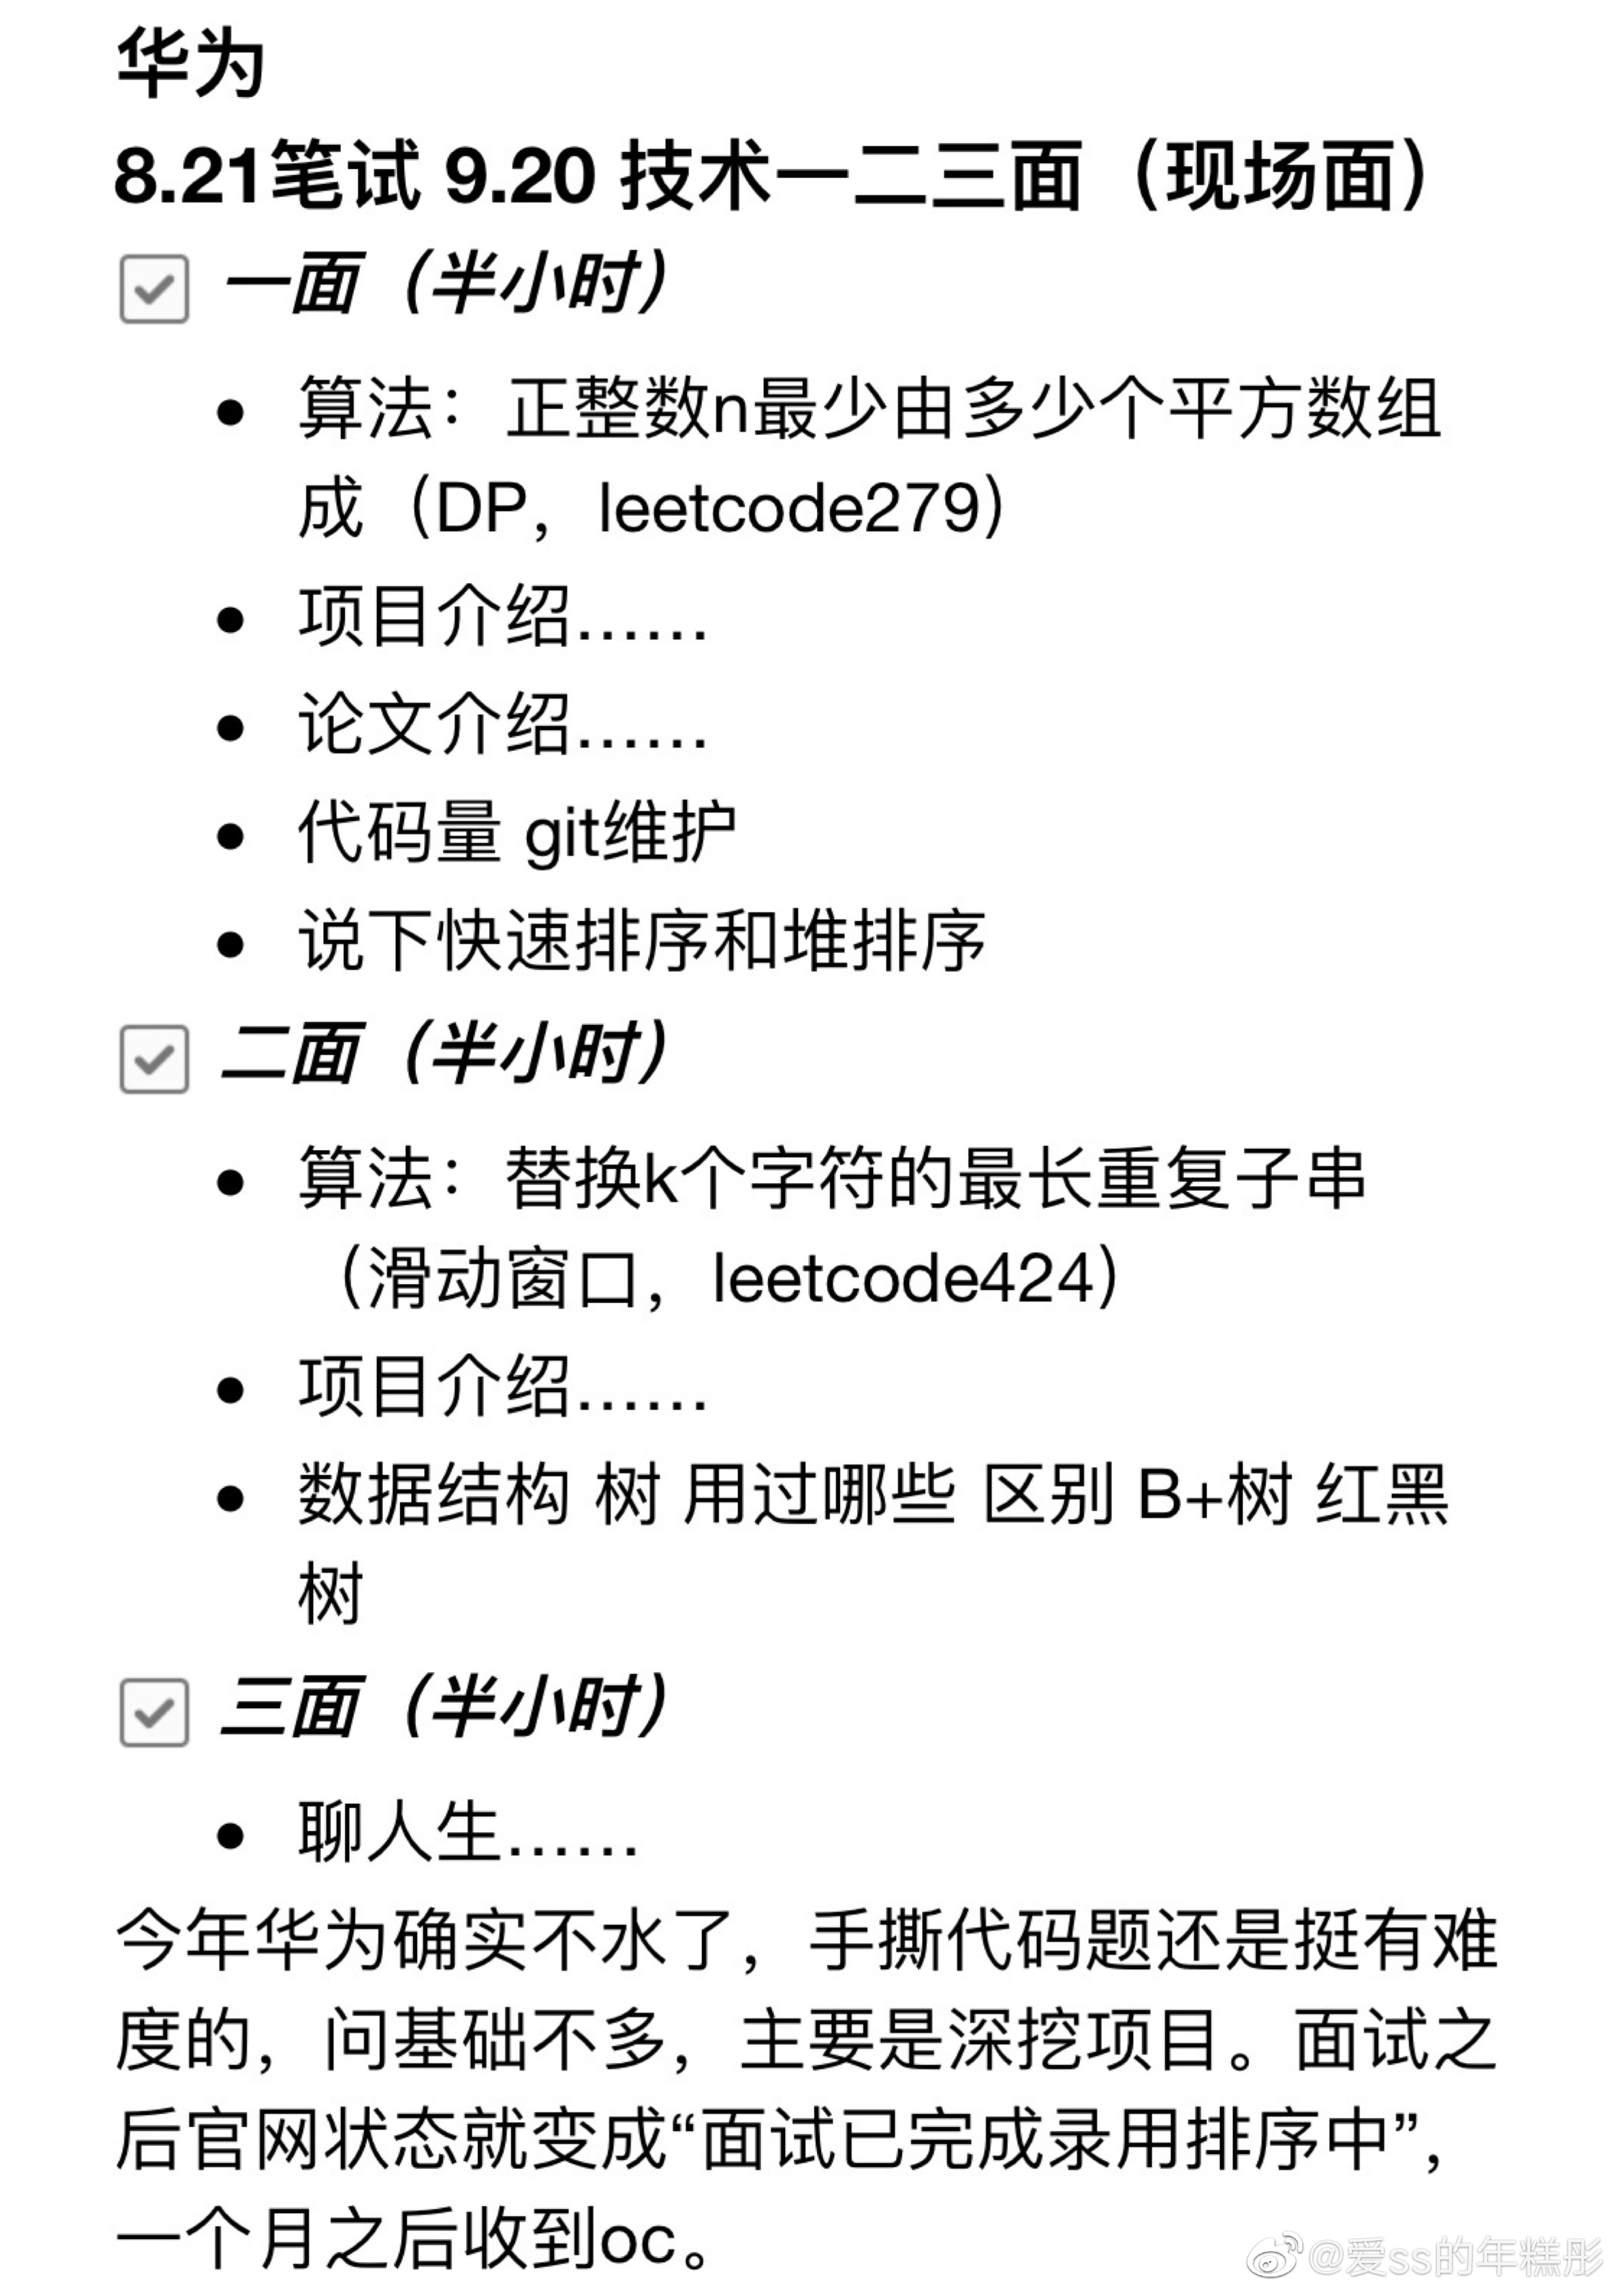 华为
8.21笔试 9.20 技术一二三面（现场面）
一面（半小时）
算法：正整数n最少由多少个平方数组
成（DP，leetcode279）
项目介绍……
论文介绍……
代码量 git维护
说下快速排序和堆排序
二面（半小时）
算法：替换k个字符的最长重复子串
（滑动窗口，leetcode424）
项目介绍……
数据结构 树 用过哪些 区别 B+树 红黑
树
三面（半小时）
聊人生……
今年华为确实不水了，手撕代码题还是挺有难
度的，问基础不多，主要是深挖项目。面试之
后官网状态就变成“面试已完成录用排序中”，
一个月之后收到oc。
@爱ss的年糕彤